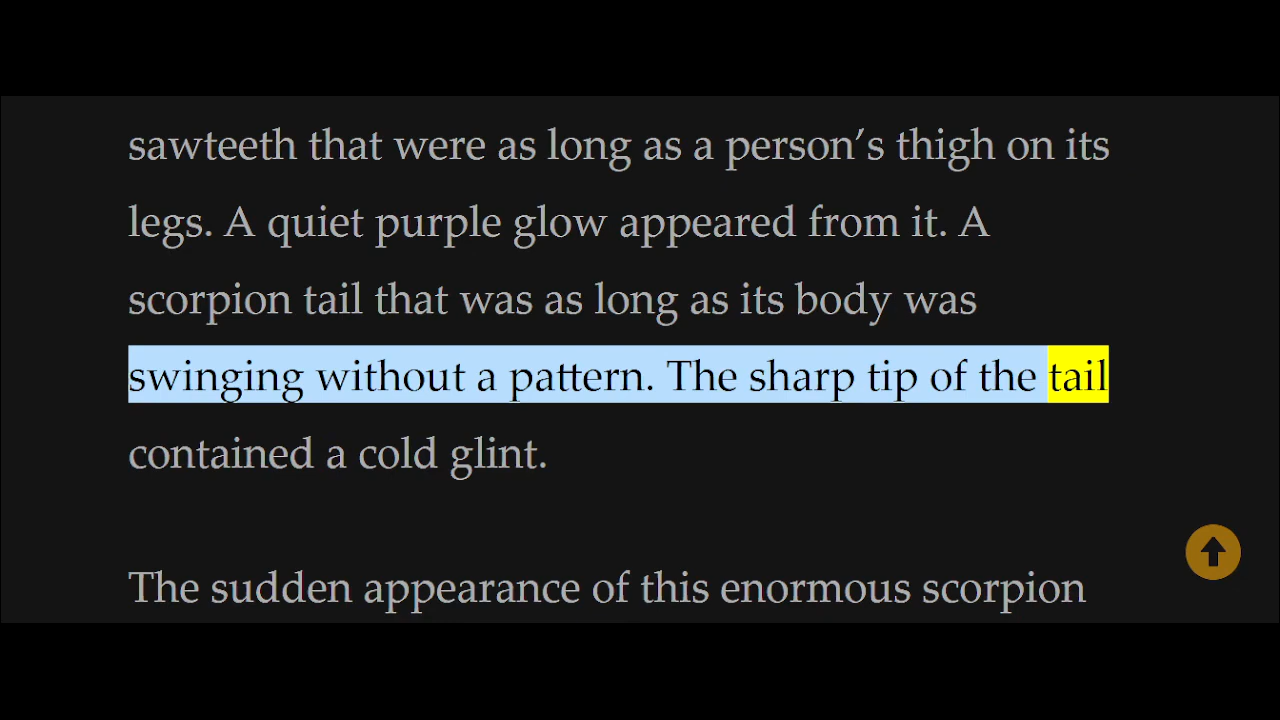 sawteeth that were as long as a person’s thigh on its
legs. A quiet purple glow appeared from it. A
scorpion tail that was as long as its body was
swinging without a pattern. The sharp tip of the tail
contained a cold glint.
The sudden appearance of this enormous scorpion